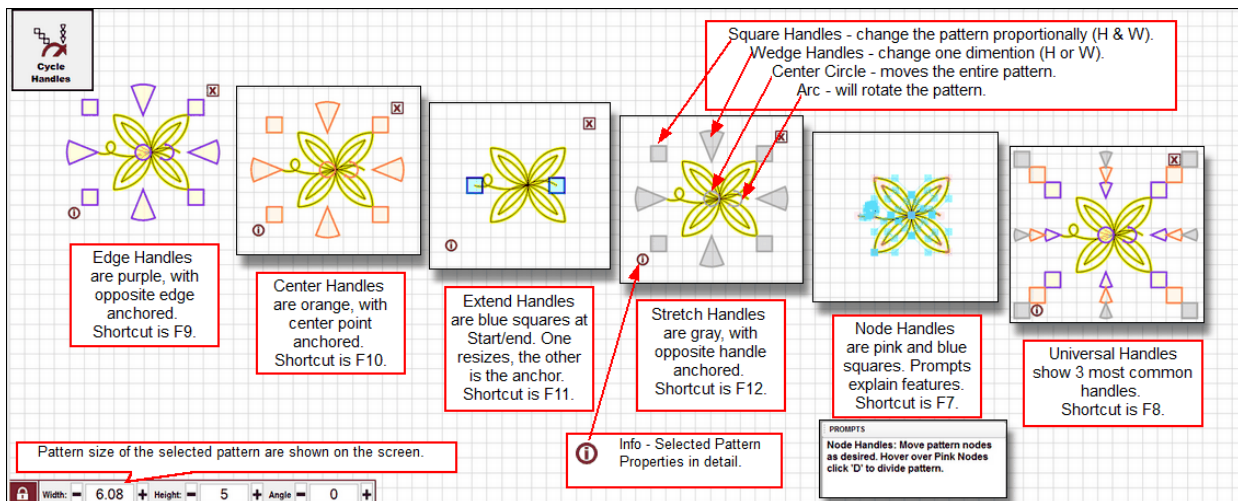 Cycle
Handles
Square Handles - change the pattern proportionally (H & W).
Wedge Handles - change one dimention (H or W).
Center Circle - moves the entire pattern.
Arc - will rotate the pattern.
X
X
X
X
X
i
i
i
i
i
Edge Handles
are purple, with
opposite edge
anchored.
Shortcut is F9.
Center Handles
are orange, with
center point
anchored.
Shortcut is F10.
Extend Handles
are blue squares at
Start/end. One
resizes, the other
is the anchor.
Shortcut is F11.
Stretch Handles
are gray, with
opposite handle
anchored.
Shortcut is F12.
Node Handles
are pink and blue
squares. Prompts
explain features.
Shortcut is F7.
Universal Handles
show 3 most common
handles.
Shortcut is F8.
i Info - Selected Pattern
Properties in detail.
PROMPTS
Node Handles: Move pattern nodes
as desired. Hover over Pink Nodes
click 'D' to divide pattern.
Pattern size of the selected pattern are shown on the screen.
Width: - 6.08 + Height: - 5 + Angle - 0 +